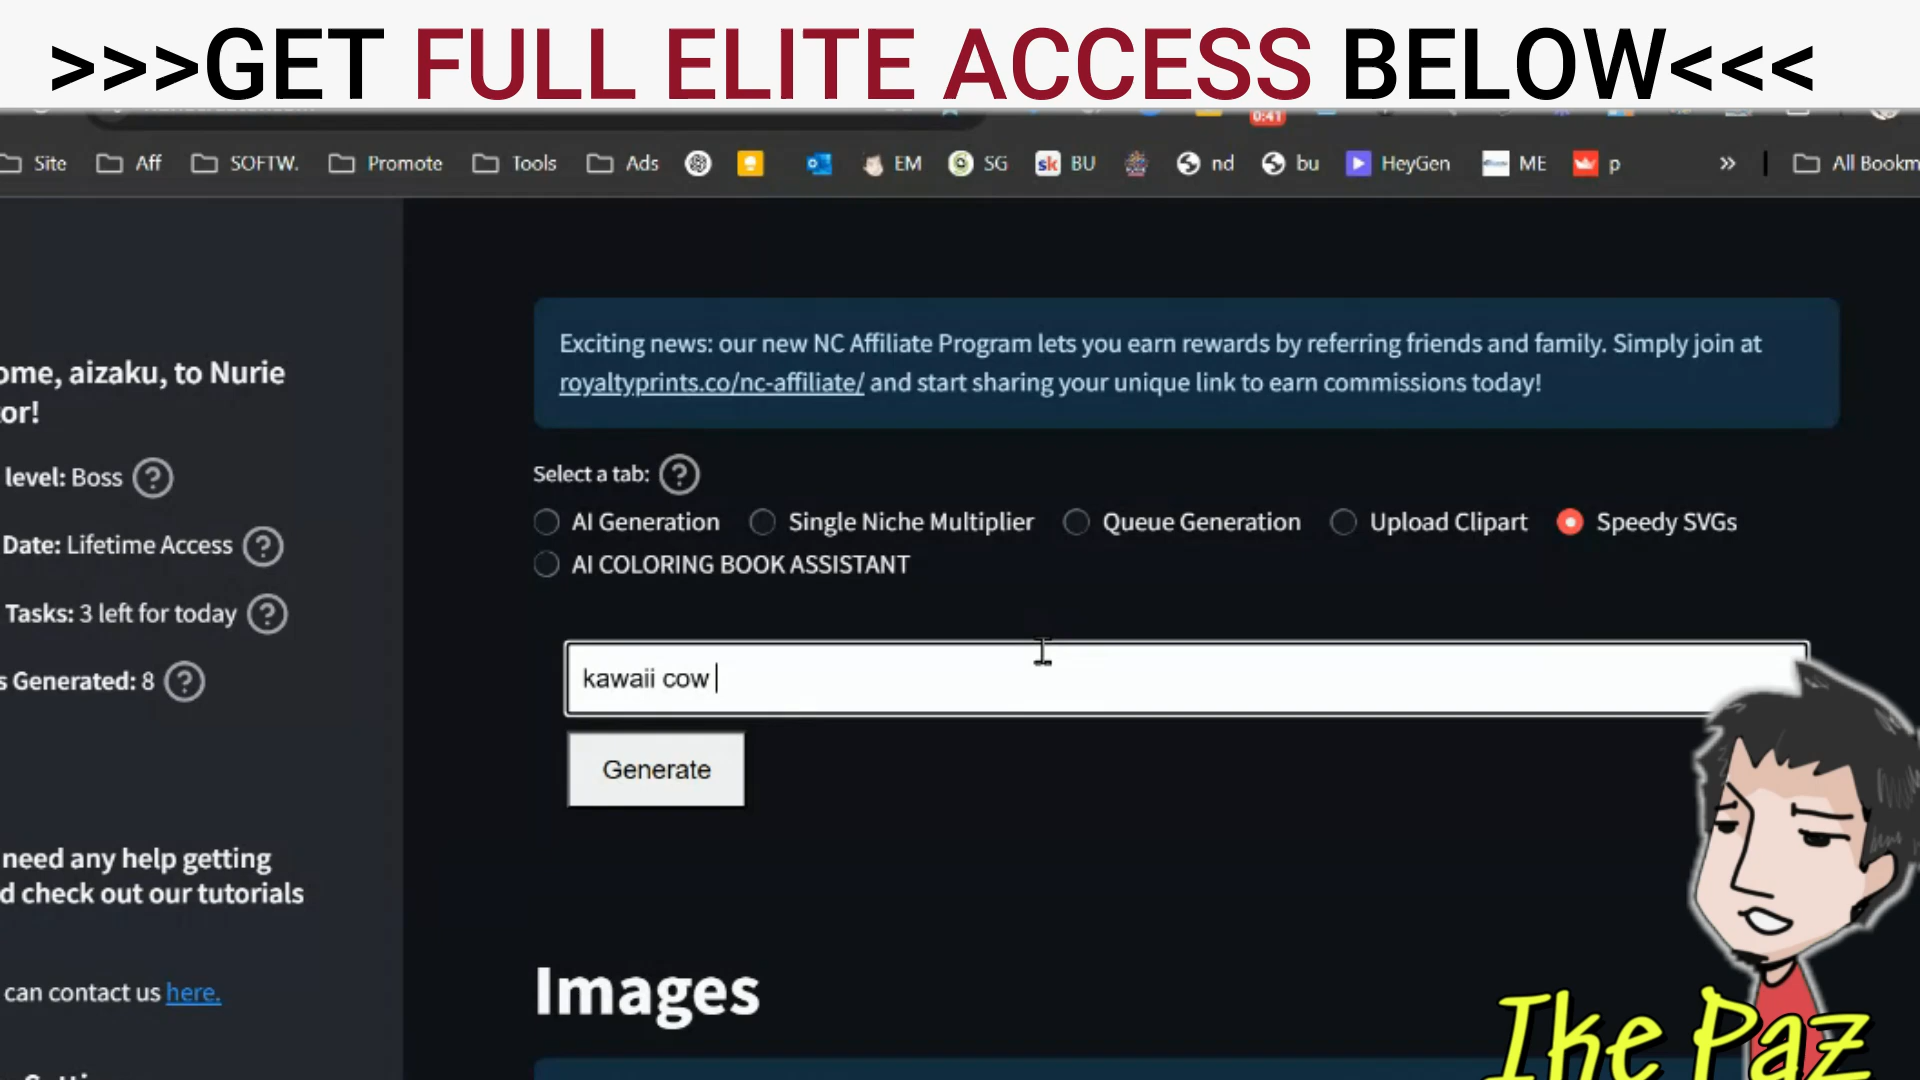 >>>GET FULL ELITE ACCESS BELOW<<<
0:41
Site Aff SOFTW. Promote Tools Ads EM SG sk BU nd bu HeyGen ME p » All Bookm
Exciting news: our new NC Affiliate Program lets you earn rewards by referring friends and family. Simply join at
royaltyprints.co/nc-affiliate/ and start sharing your unique link to earn commissions today!
ome, aizaku, to Nurie
or!
level: Boss ?
Date: Lifetime Access ?
Tasks: 3 left for today ?
s Generated: 8 ?
need any help getting
d check out our tutorials
can contact us here.
Select a tab: ?
AI Generation Single Niche Multiplier Queue Generation Upload Clipart Speedy SVGs
AI COLORING BOOK ASSISTANT
kawaii cow
Generate
Images
Ike Paz